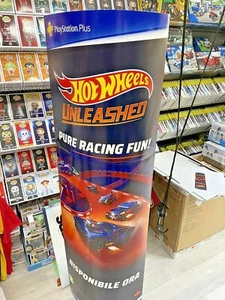 PlayStation Plus
HOT WHEELS
UNLEASHED
PURE RACING FUN!
DISPONIBILE ORA